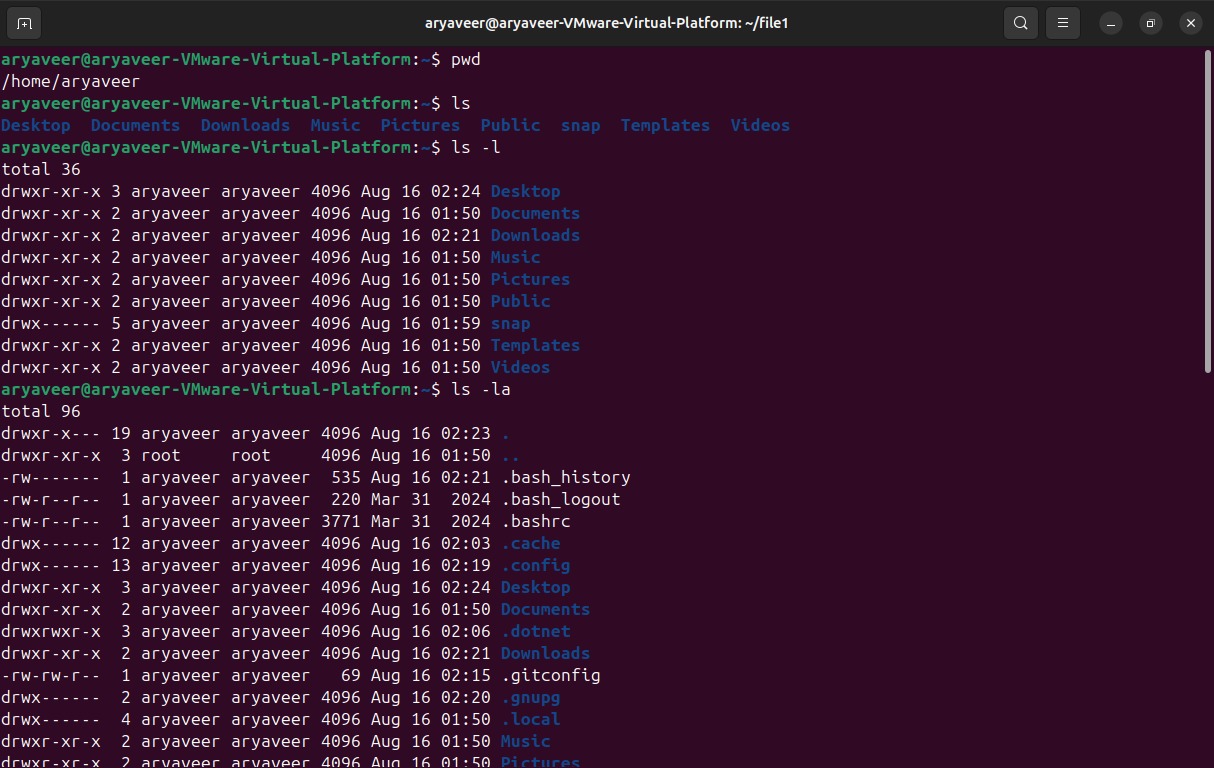 aryaveer@aryaveer-VMware-Virtual-Platform: ~/file1
aryaveer@aryaveer-VMware-Virtual-Platform:~$ pwd
/home/aryaveer
aryaveer@aryaveer-VMware-Virtual-Platform:~$ ls
Desktop  Documents  Downloads  Music  Pictures  Public  snap  Templates  Videos
aryaveer@aryaveer-VMware-Virtual-Platform:~$ ls -l
total 36
drwxr-xr-x 3 aryaveer aryaveer 4096 Aug 16 02:24 Desktop
drwxr-xr-x 2 aryaveer aryaveer 4096 Aug 16 01:50 Documents
drwxr-xr-x 2 aryaveer aryaveer 4096 Aug 16 02:21 Downloads
drwxr-xr-x 2 aryaveer aryaveer 4096 Aug 16 01:50 Music
drwxr-xr-x 2 aryaveer aryaveer 4096 Aug 16 01:50 Pictures
drwxr-xr-x 2 aryaveer aryaveer 4096 Aug 16 01:50 Public
drwx------ 5 aryaveer aryaveer 4096 Aug 16 01:59 snap
drwxr-xr-x 2 aryaveer aryaveer 4096 Aug 16 01:50 Templates
drwxr-xr-x 2 aryaveer aryaveer 4096 Aug 16 01:50 Videos
aryaveer@aryaveer-VMware-Virtual-Platform:~$ ls -la
total 96
drwxr-x--- 19 aryaveer aryaveer 4096 Aug 16 02:23 .
drwxr-xr-x  3 root     root     4096 Aug 16 01:50 ..
-rw-------  1 aryaveer aryaveer  535 Aug 16 02:21 .bash_history
-rw-r--r--  1 aryaveer aryaveer  220 Mar 31  2024 .bash_logout
-rw-r--r--  1 aryaveer aryaveer 3771 Mar 31  2024 .bashrc
drwx------ 12 aryaveer aryaveer 4096 Aug 16 02:03 .cache
drwx------ 13 aryaveer aryaveer 4096 Aug 16 02:19 .config
drwxr-xr-x  3 aryaveer aryaveer 4096 Aug 16 02:24 Desktop
drwxr-xr-x  2 aryaveer aryaveer 4096 Aug 16 01:50 Documents
drwxrwxr-x  3 aryaveer aryaveer 4096 Aug 16 02:06 .dotnet
drwxr-xr-x  2 aryaveer aryaveer 4096 Aug 16 02:21 Downloads
-rw-rw-r--  1 aryaveer aryaveer   69 Aug 16 02:15 .gitconfig
drwx------  2 aryaveer aryaveer 4096 Aug 16 02:20 .gnupg
drwx------  4 aryaveer aryaveer 4096 Aug 16 01:50 .local
drwxr-xr-x  2 aryaveer aryaveer 4096 Aug 16 01:50 Music
drwxr-xr-x  2 aryaveer aryaveer 4096 Aug 16 01:50 Pictures